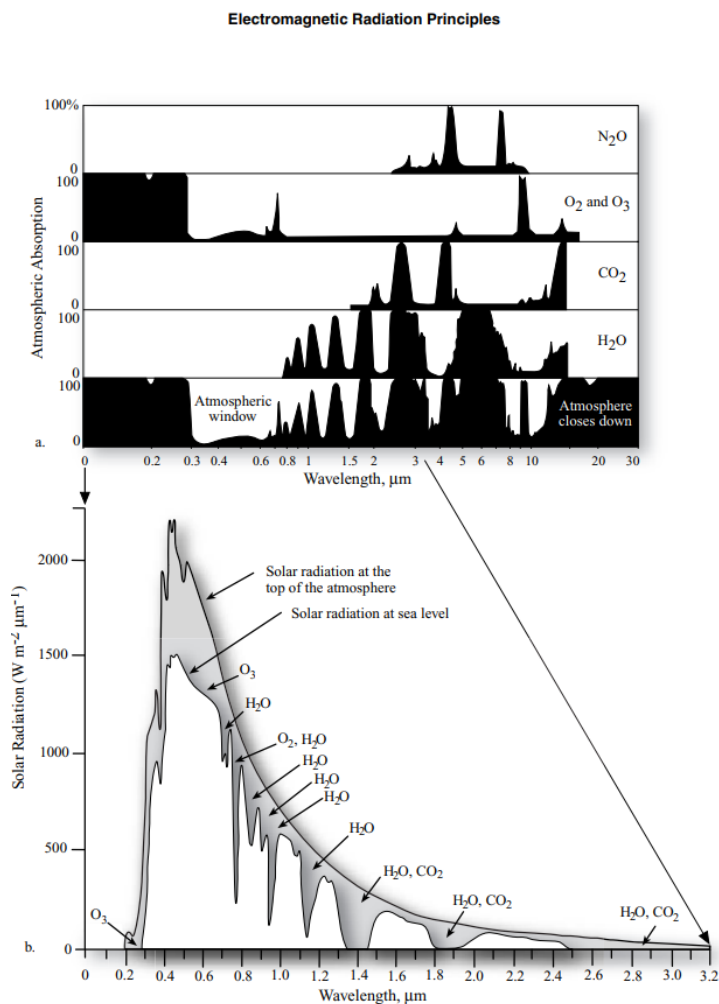 Electromagnetic Radiation Principles
100%
N₂O
0
100
O₂ and O₃
0
CO₂
100
0
H₂O
100
0
100
Atmospheric window
Atmosphere closes down
0
Atmospheric Absorption
a.
0 0.2 0.3 0.4 0.6 0.8 1 1.5 2 3 4 5 6 8 10 20 30
Wavelength, µm
2000
1500
1000
500
0
Solar Radiation (W m⁻² µm⁻¹)
Solar radiation at the
top of the atmosphere
Solar radiation at sea level
O₃
H₂O
O₂, H₂O
H₂O
H₂O
H₂O
H₂O
H₂O, CO₂
H₂O, CO₂
H₂O, CO₂
O₃
b.
0 0.2 0.4 0.6 0.8 1.0 1.2 1.4 1.6 1.8 2.0 2.2 2.4 2.6 2.8 3.0 3.2
Wavelength, µm